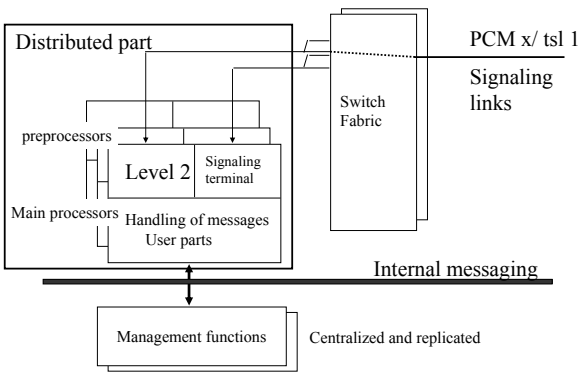 Distributed part
PCM x/ tsl 1
Signaling
links
Switch
Fabric
preprocessors
Level 2
Signaling
terminal
Main processors
Handling of messages
User parts
Internal messaging
Management functions
Centralized and replicated